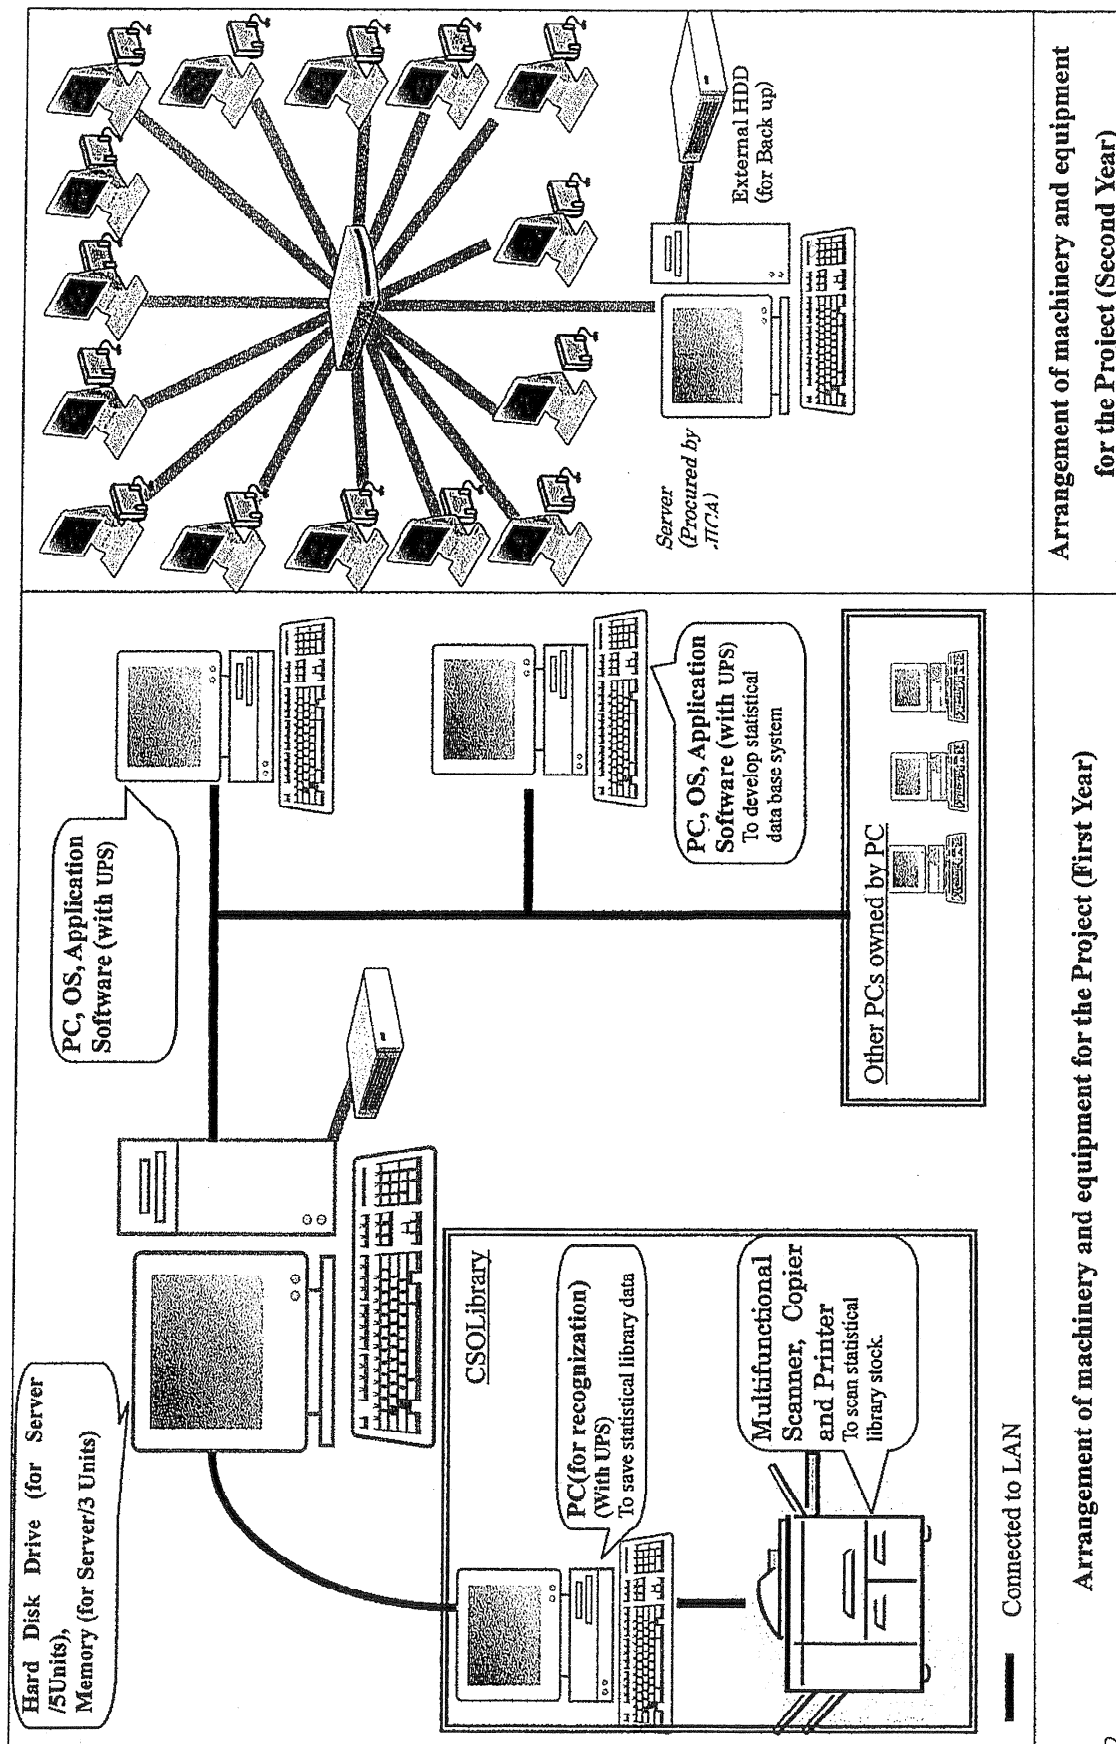 Hard Disk Drive (for Server
/5Units),
Memory (for Server/3 Units)
PC, OS, Application
Software (with UPS)
CSOLibrary
PC(for recognization)
(With UPS)
To save statistical library data
Multifunctional
Scanner, Copier
and Printer
To scan statistical
library stock.
PC, OS, Application
Software (with UPS)
To develop statistical
data base system
Other PCs owned by PC
Connected to LAN
Arrangement of machinery and equipment for the Project (First Year)
Server
(Procured by
JICA)
External HDD
(for Back up)
Arrangement of machinery and equipment
for the Project (Second Year)